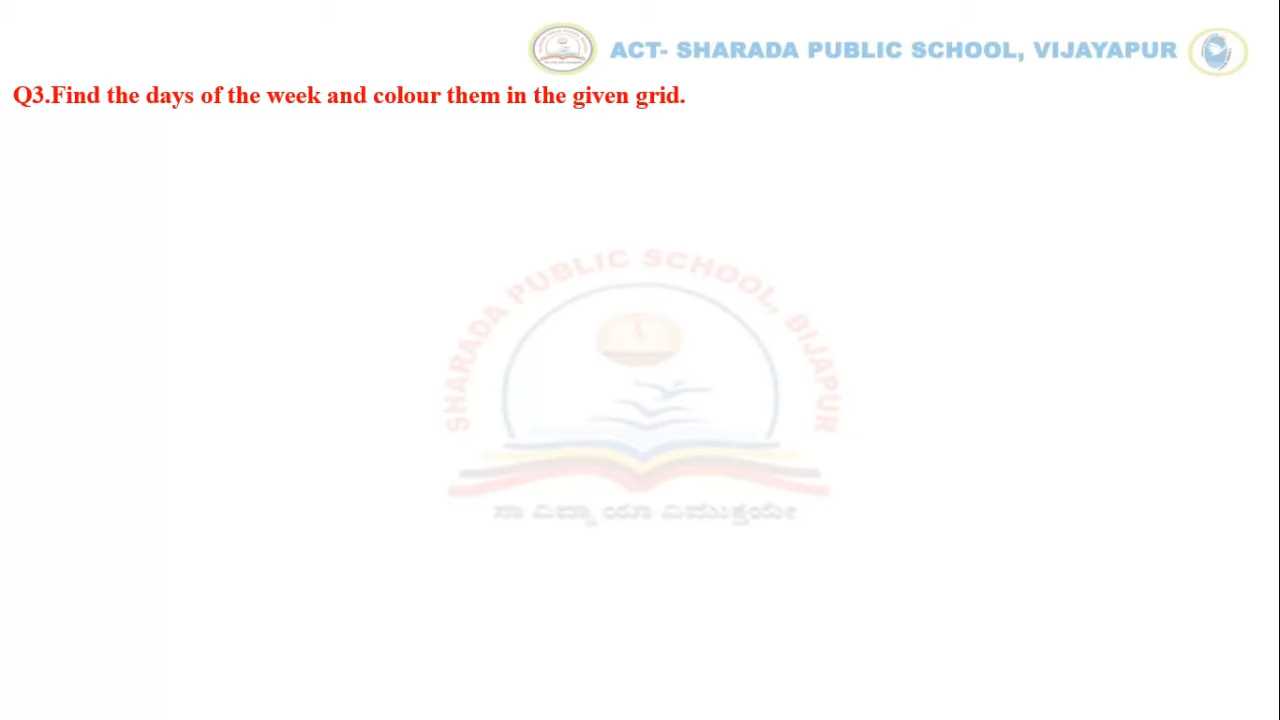 ACT- SHARADA PUBLIC SCHOOL, VIJAYAPUR
Q3.Find the days of the week and colour them in the given grid.
SHARADA PUBLIC SCHOOL, BIJAPUR
ಸಾ ವಿದ್ಯಾ ಯಾ ವಿಮುಕ್ತಯೇ